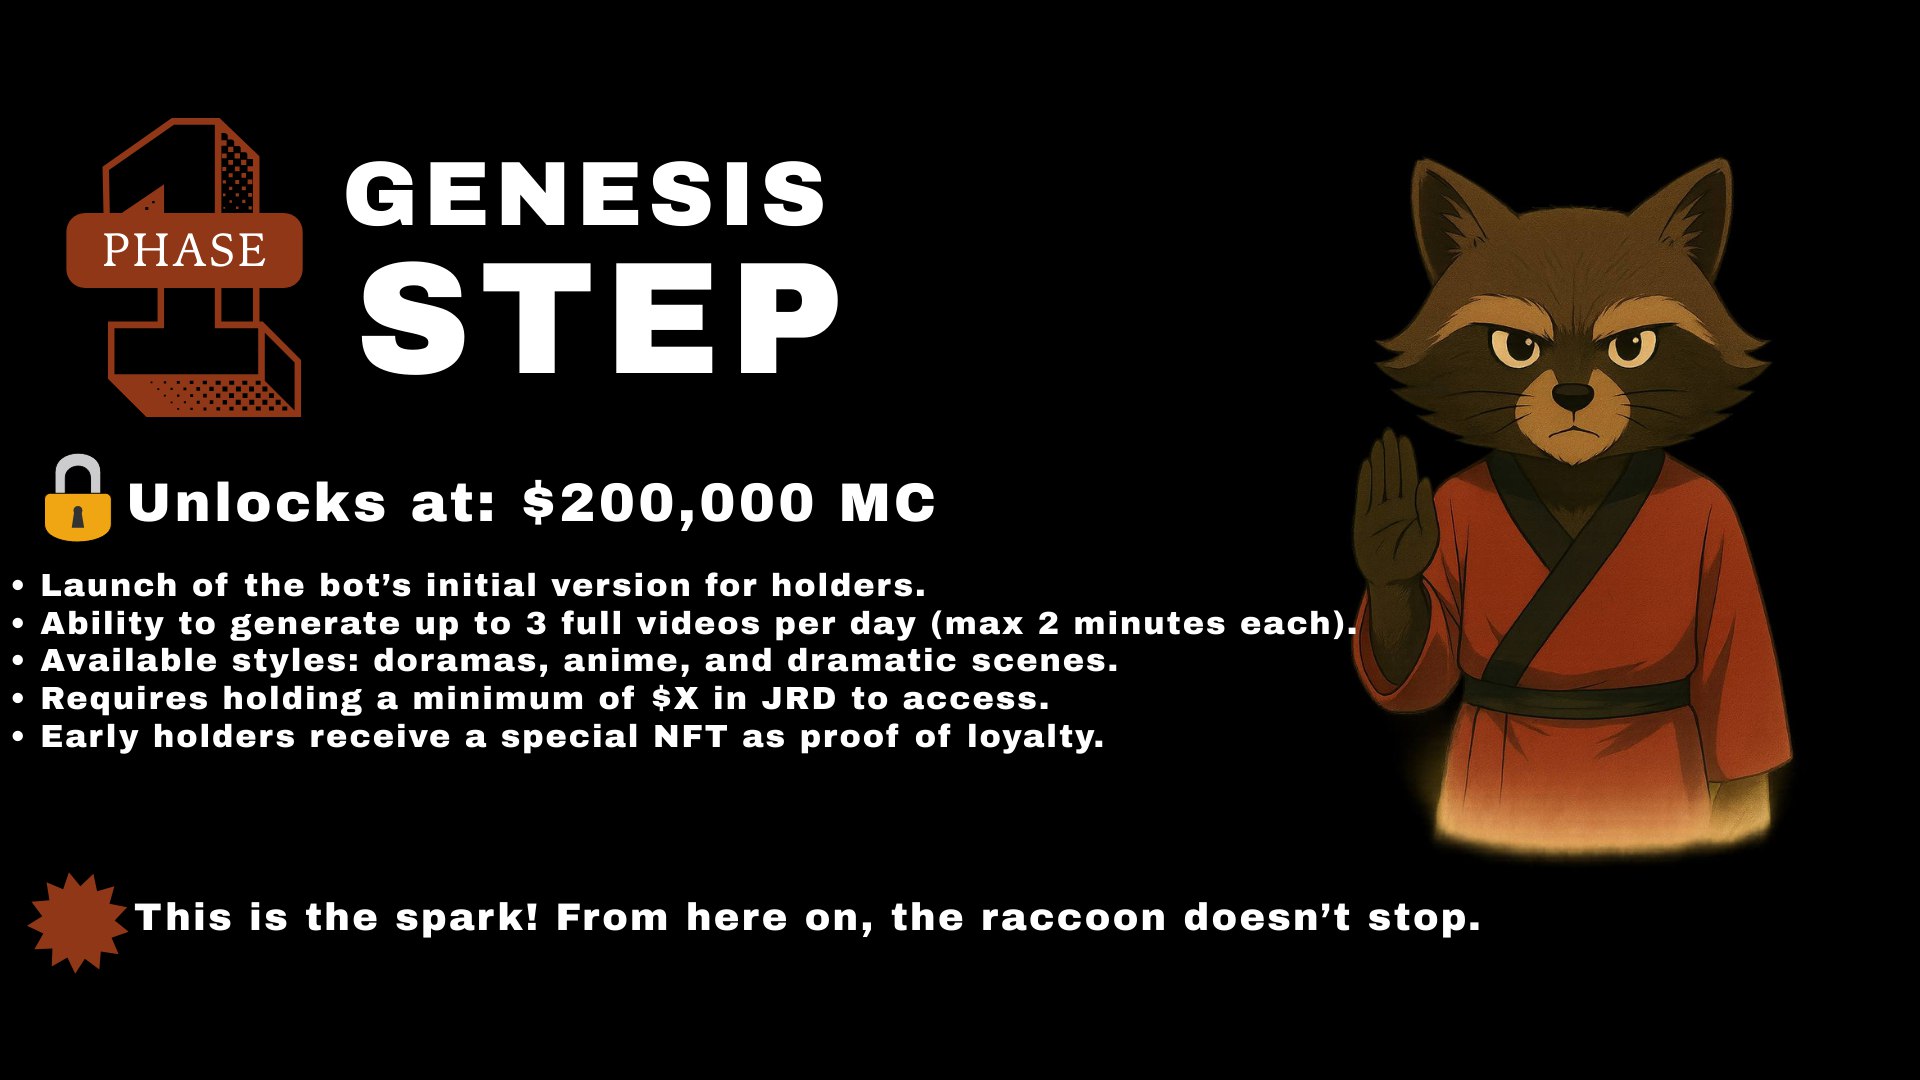 1
PHASE
GENESIS
STEP
Unlocks at: $200,000 MC
• Launch of the bot’s initial version for holders.
• Ability to generate up to 3 full videos per day (max 2 minutes each).
• Available styles: doramas, anime, and dramatic scenes.
• Requires holding a minimum of $X in JRD to access.
• Early holders receive a special NFT as proof of loyalty.
This is the spark! From here on, the raccoon doesn’t stop.